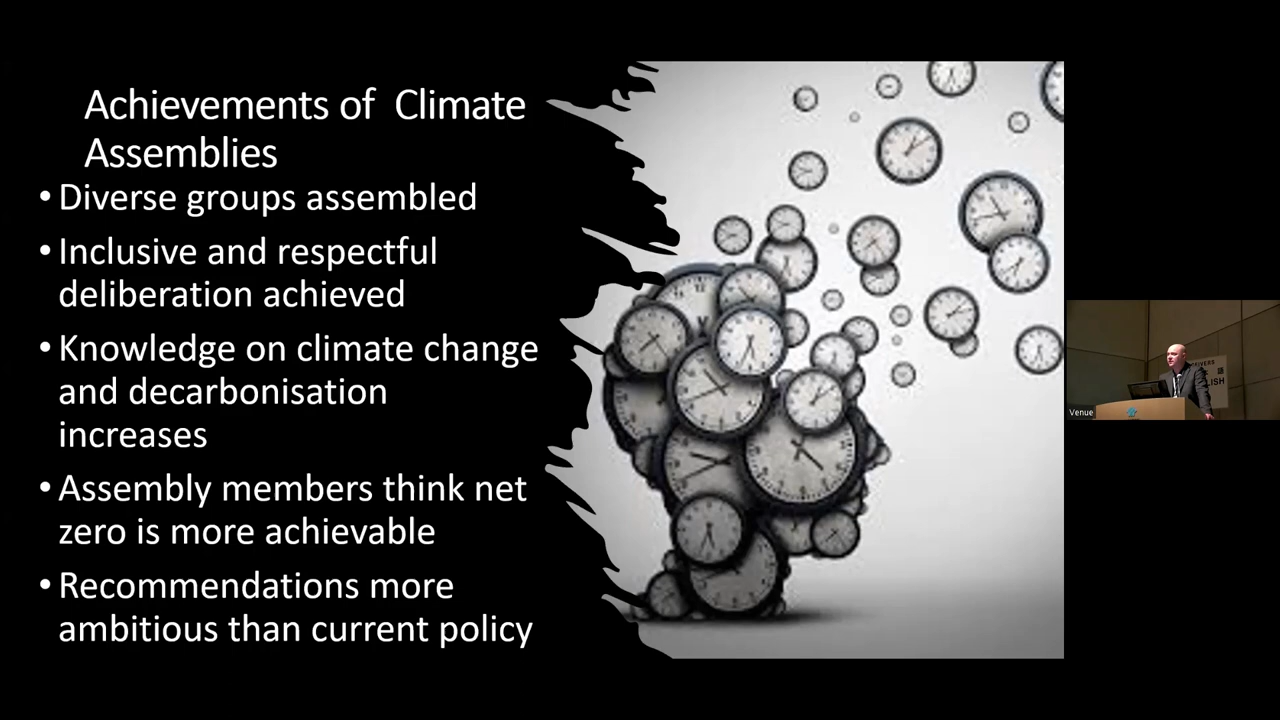 Achievements of Climate
Assemblies
• Diverse groups assembled
• Inclusive and respectful
deliberation achieved
• Knowledge on climate change
and decarbonisation
increases
• Assembly members think net
zero is more achievable
• Recommendations more
ambitious than current policy
Venue